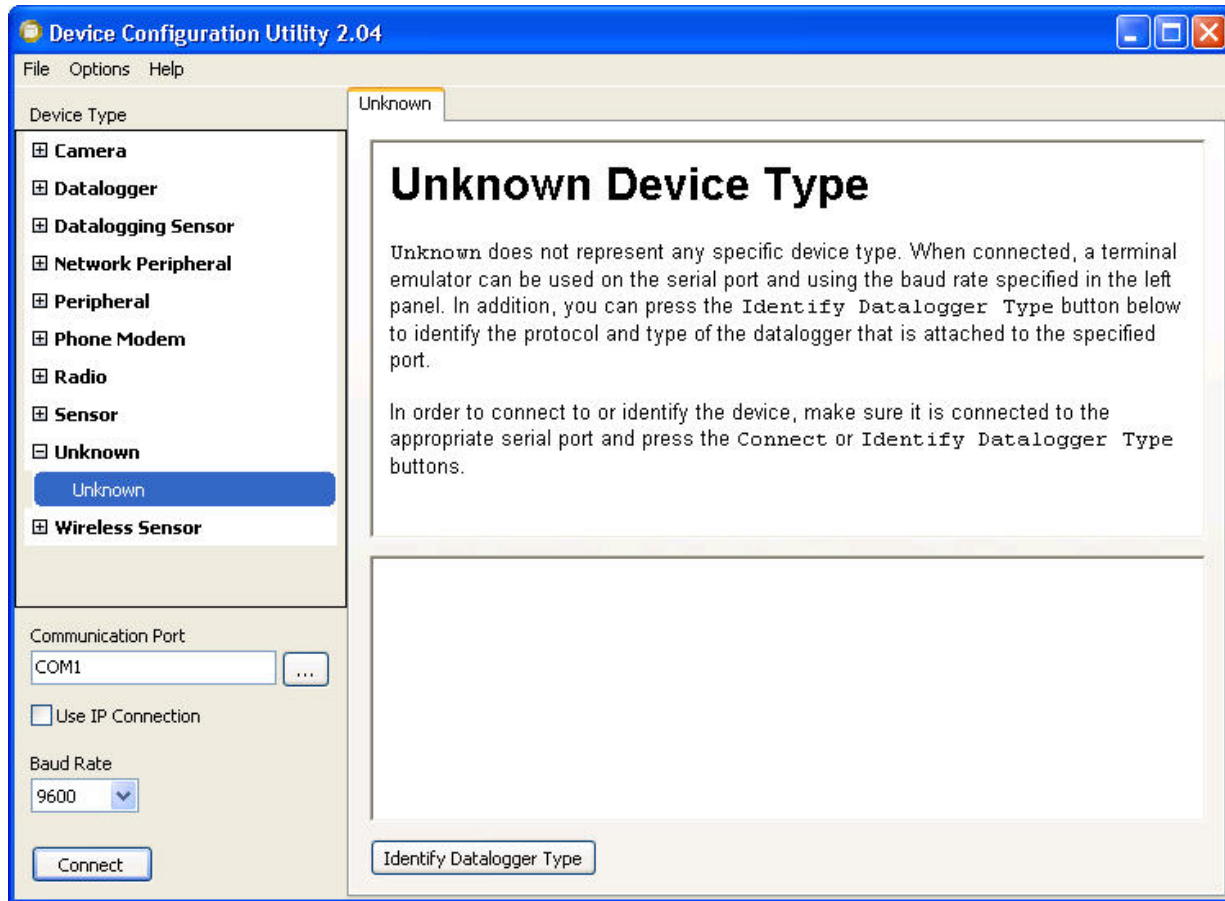 Device Configuration Utility 2.04
File Options Help
Device Type
Camera
Datalogger
Datalogging Sensor
Network Peripheral
Peripheral
Phone Modem
Radio
Sensor
Unknown
Unknown
Wireless Sensor
Communication Port
COM1
...
Use IP Connection
Baud Rate
9600
Connect
Unknown
Unknown Device Type
Unknown does not represent any specific device type. When connected, a terminal
emulator can be used on the serial port and using the baud rate specified in the left
panel. In addition, you can press the Identify Datalogger Type button below
to identify the protocol and type of the datalogger that is attached to the specified
port.
In order to connect to or identify the device, make sure it is connected to the
appropriate serial port and press the Connect or Identify Datalogger Type
buttons.
Identify Datalogger Type